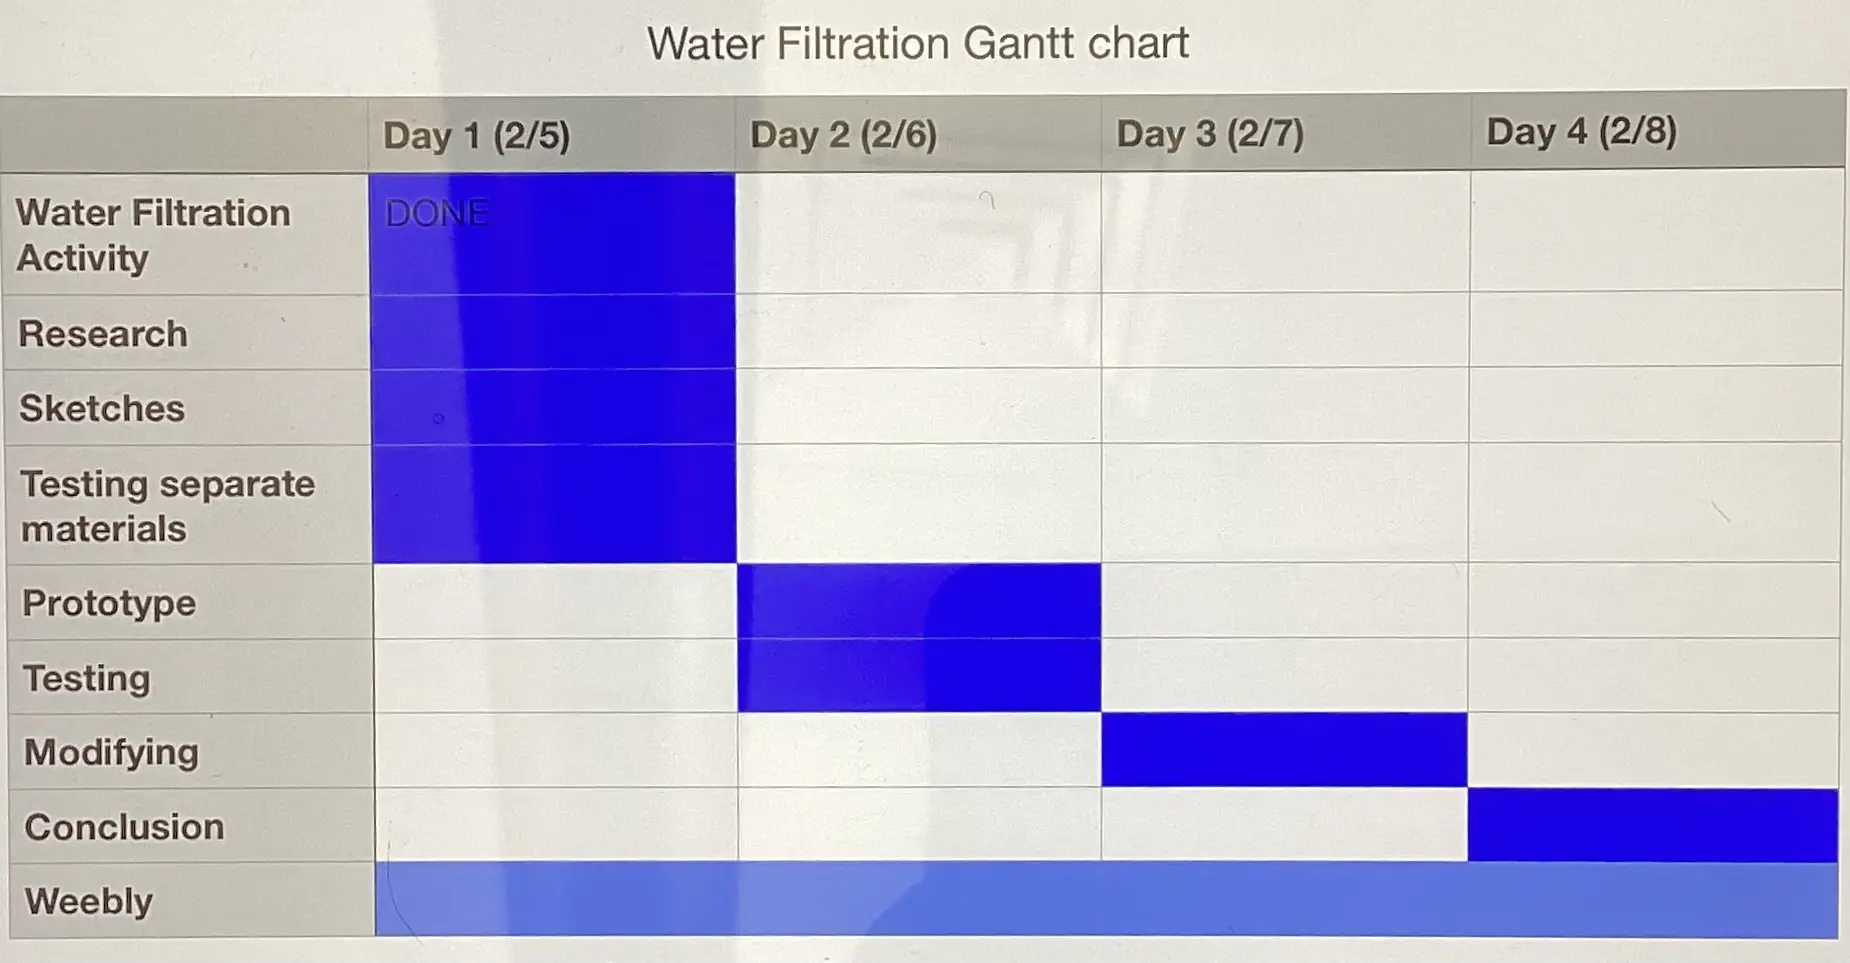 Water Filtration Gantt chart
Day 1 (2/5) Day 2 (2/6) Day 3 (2/7) Day 4 (2/8)
Water Filtration
Activity
DONE
Research
Sketches
Testing separate
materials
Prototype
Testing
Modifying
Conclusion
Weebly